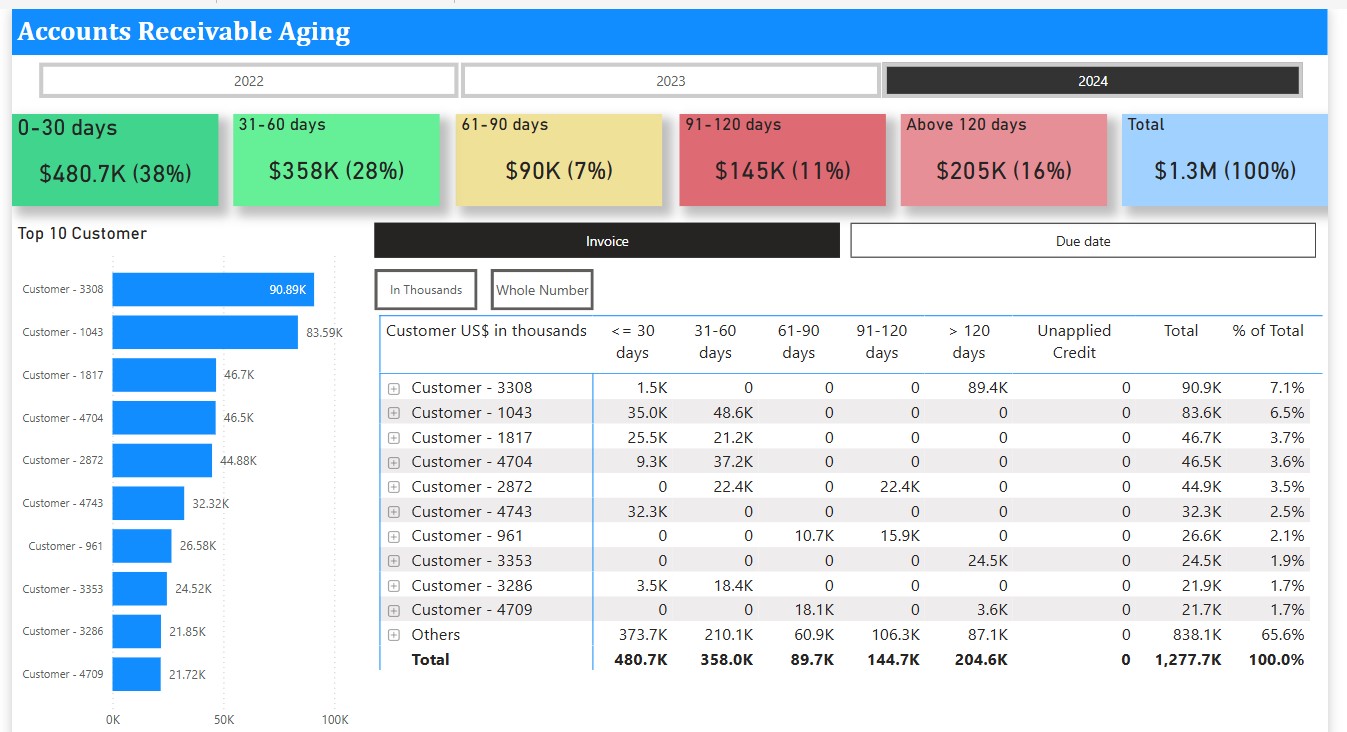 Accounts Receivable Aging
2022 2023 2024
0-30 days 31-60 days 61-90 days 91-120 days Above 120 days Total
$480.7K (38%) $358K (28%) $90K (7%) $145K (11%) $205K (16%) $1.3M (100%)
Top 10 Customer
Customer - 3308 90.89K
Customer - 1043 83.59K
Customer - 1817 46.7K
Customer - 4704 46.5K
Customer - 2872 44.88K
Customer - 4743 32.32K
Customer - 961 26.58K
Customer - 3353 24.52K
Customer - 3286 21.85K
Customer - 4709 21.72K
0K 50K 100K
Invoice Due date
In Thousands Whole Number
Customer US$ in thousands <= 30 31-60 61-90 91-120 > 120 Unapplied Total % of Total
days days days days days Credit
Customer - 3308 1.5K 0 0 0 89.4K 0 90.9K 7.1%
Customer - 1043 35.0K 48.6K 0 0 0 0 83.6K 6.5%
Customer - 1817 25.5K 21.2K 0 0 0 0 46.7K 3.7%
Customer - 4704 9.3K 37.2K 0 0 0 0 46.5K 3.6%
Customer - 2872 0 22.4K 0 22.4K 0 0 44.9K 3.5%
Customer - 4743 32.3K 0 0 0 0 0 32.3K 2.5%
Customer - 961 0 0 10.7K 15.9K 0 0 26.6K 2.1%
Customer - 3353 0 0 0 0 24.5K 0 24.5K 1.9%
Customer - 3286 3.5K 18.4K 0 0 0 0 21.9K 1.7%
Customer - 4709 0 0 18.1K 0 3.6K 0 21.7K 1.7%
Others 373.7K 210.1K 60.9K 106.3K 87.1K 0 838.1K 65.6%
Total 480.7K 358.0K 89.7K 144.7K 204.6K 0 1,277.7K 100.0%